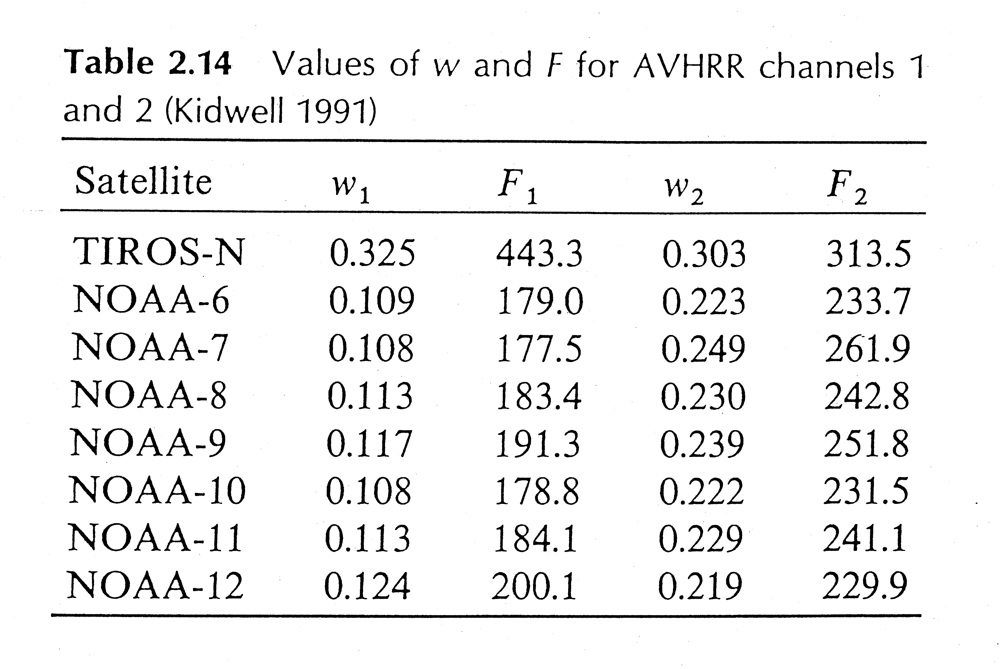 Table 2.14 Values of w and F for AVHRR channels 1
and 2 (Kidwell 1991)
Satellite w1 F1 w2 F2
TIROS-N 0.325 443.3 0.303 313.5
NOAA-6 0.109 179.0 0.223 233.7
NOAA-7 0.108 177.5 0.249 261.9
NOAA-8 0.113 183.4 0.230 242.8
NOAA-9 0.117 191.3 0.239 251.8
NOAA-10 0.108 178.8 0.222 231.5
NOAA-11 0.113 184.1 0.229 241.1
NOAA-12 0.124 200.1 0.219 229.9